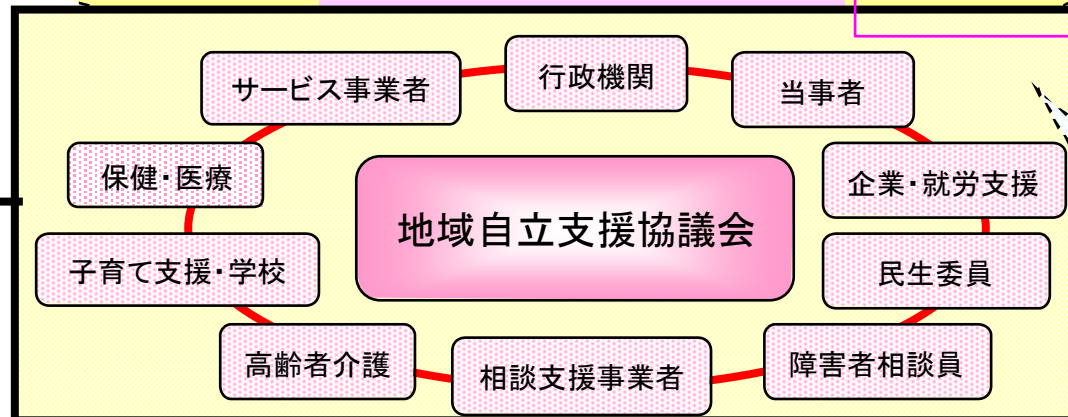 行政機関
サービス事業者
当事者
保健・医療
企業・就労支援
地域自立支援協議会
子育て支援・学校
民生委員
高齢者介護
障害者相談員
相談支援事業者